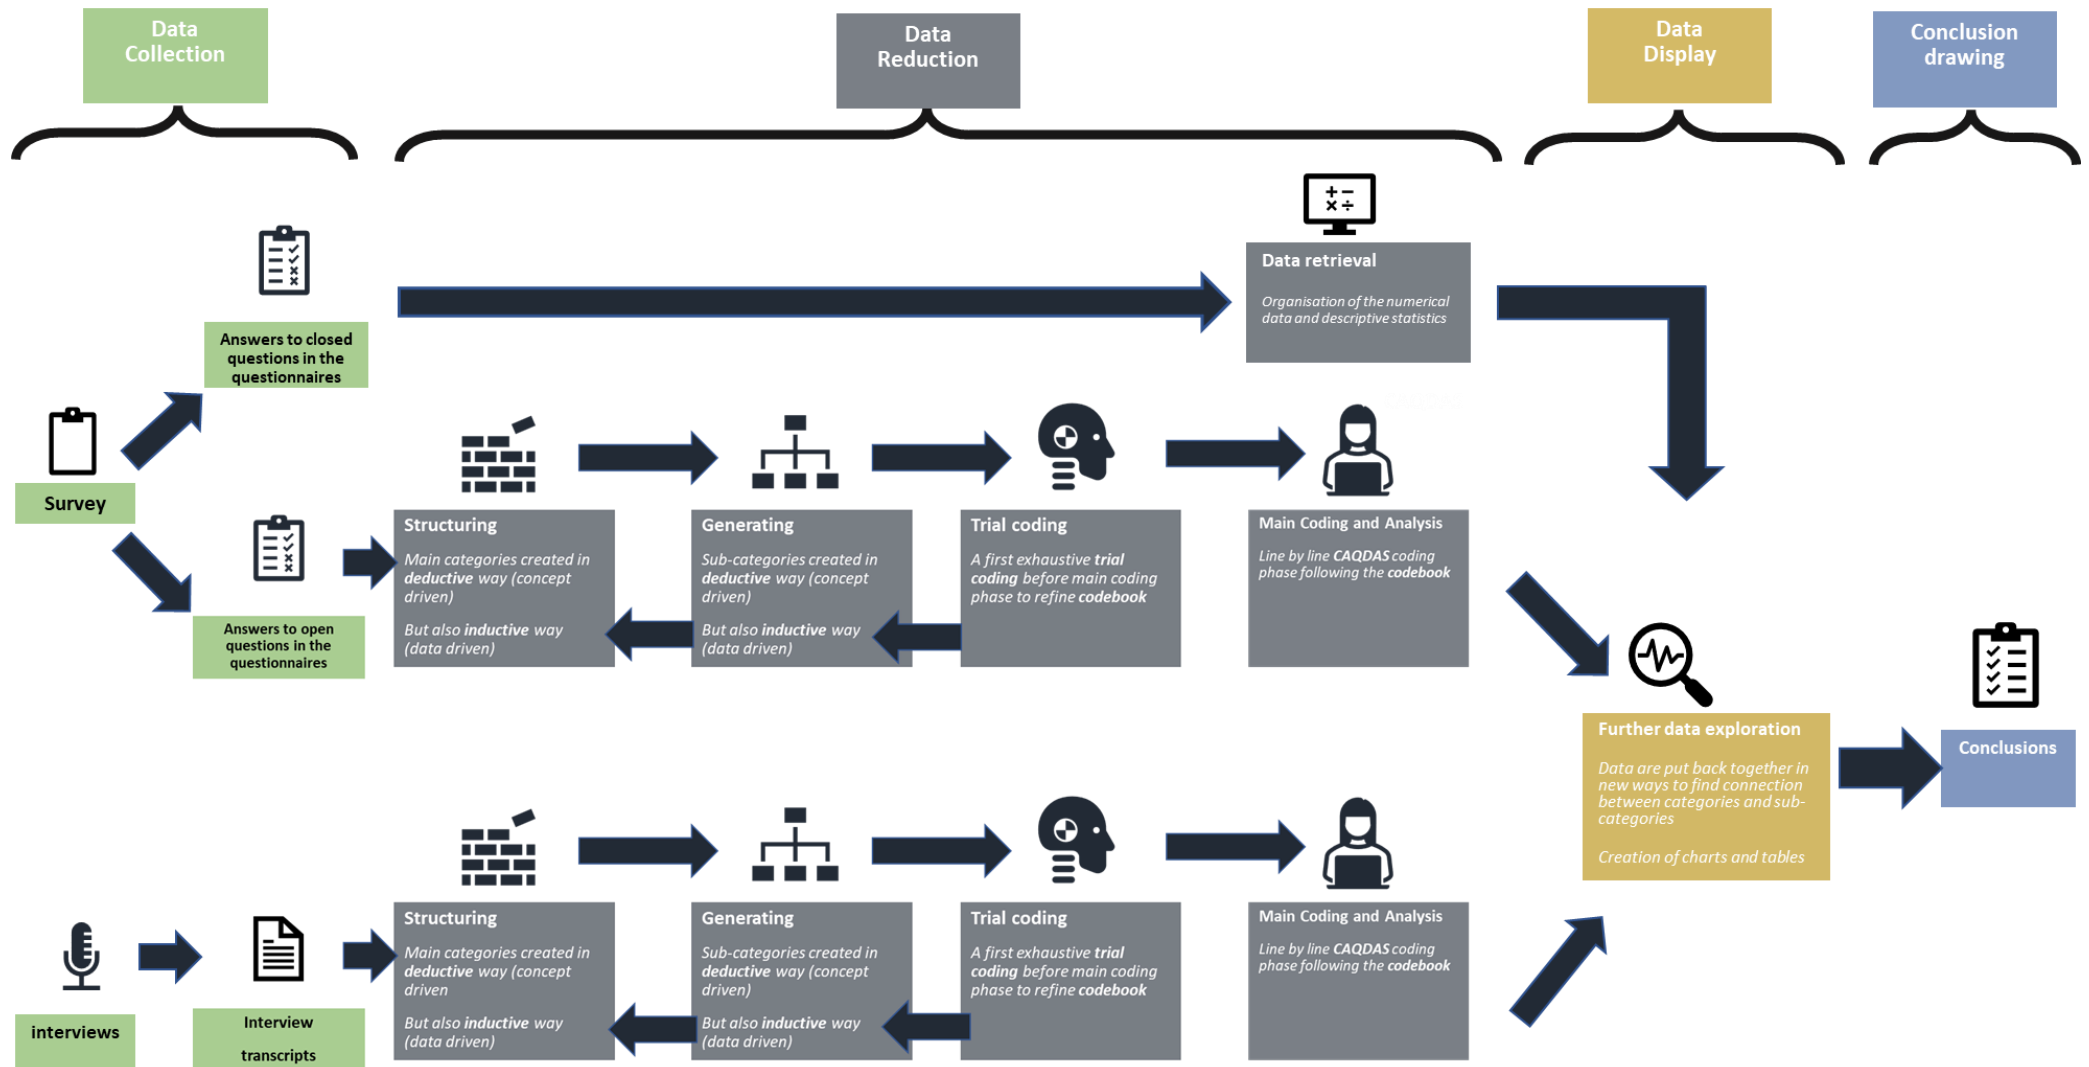 Data
Collection
Data
Reduction
Data
Display
Conclusion
drawing
Data retrieval
Organisation of the numerical
data and descriptive statistics
Answers to closed
questions in the
questionnaires
Survey
Answers to open
questions in the
questionnaires
Structuring
Main categories created in
deductive way (concept
driven)
But also inductive way
(data driven)
Generating
Sub-categories created in
deductive way (concept
driven)
But also inductive way
(data driven)
Trial coding
A first exhaustive trial
coding before main coding
phase to refine codebook
Main Coding and Analysis
Line by line CAQDAS coding
phase following the codebook
Further data exploration
Data are put back together in
new ways to find connection
between categories and sub-
categories
Creation of charts and tables
Conclusions
interviews
Interview
transcripts
Structuring
Main categories created in
deductive way (concept
driven
But also inductive way
(data driven)
Generating
Sub-categories created in
deductive way (concept
driven)
But also inductive way
(data driven)
Trial coding
A first exhaustive trial
coding before main coding
phase to refine codebook
Main Coding and Analysis
Line by line CAQDAS coding
phase following the codebook